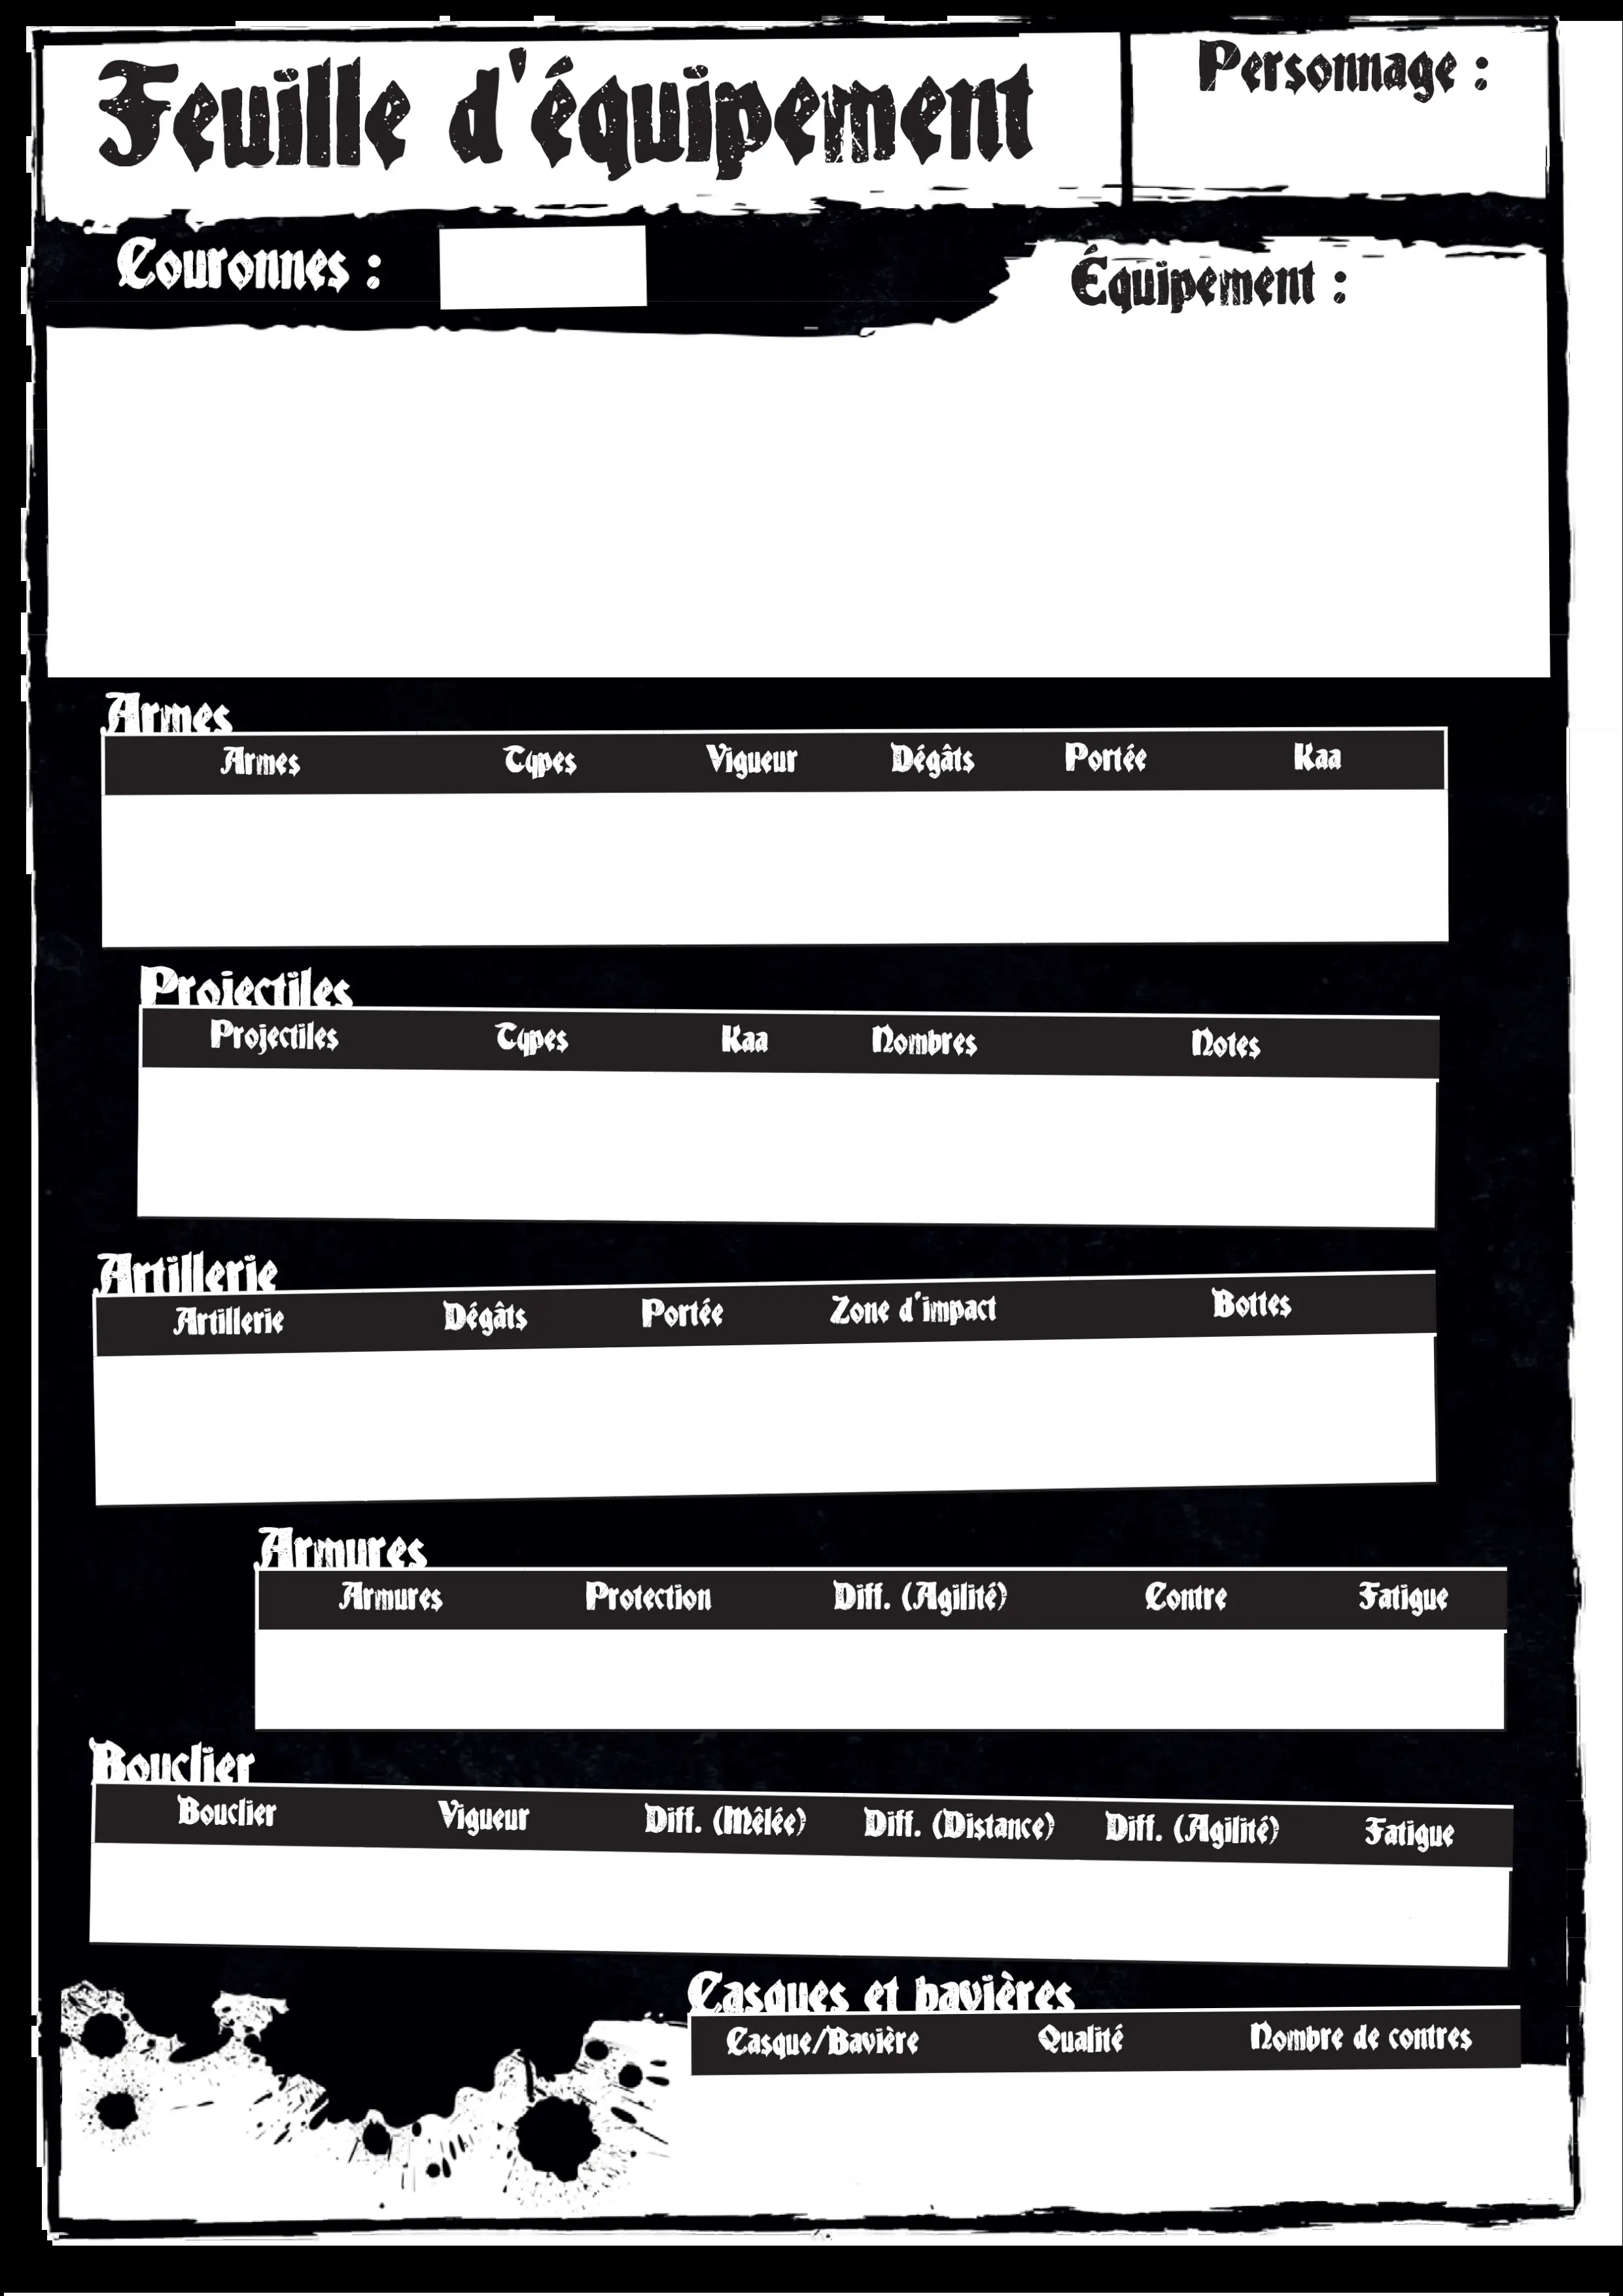 Feuille d'équipement
Personnage :
Couronnes :
Équipement :
Armes
Armes Types Vigueur Dégâts Portée Kaa
Projectiles
Projectiles Types Kaa Nombres Notes
Artillerie
Artillerie Dégâts Portée Zone d'impact Bottes
Armures
Armures Protection Diff. (Agilité) Contre Fatigue
Bouclier
Bouclier Vigueur Diff. (Mêlée) Diff. (Distance) Diff. (Agilité) Fatigue
Casques et bavières
Casque/Bavière Qualité Nombre de contres